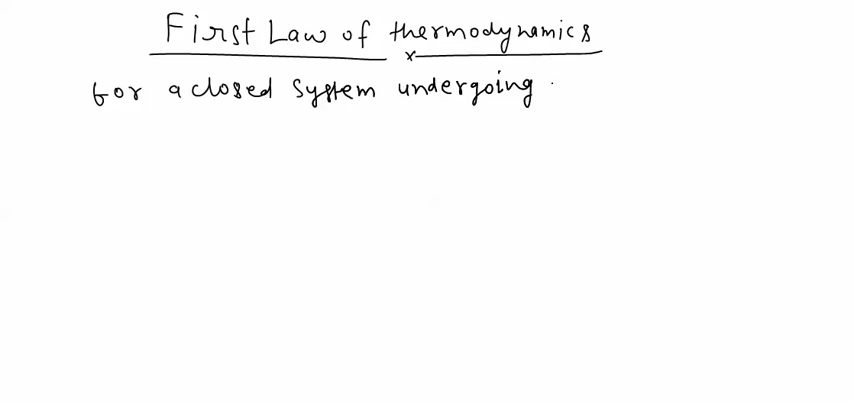 First Law of thermodynamics
for a closed system undergoing